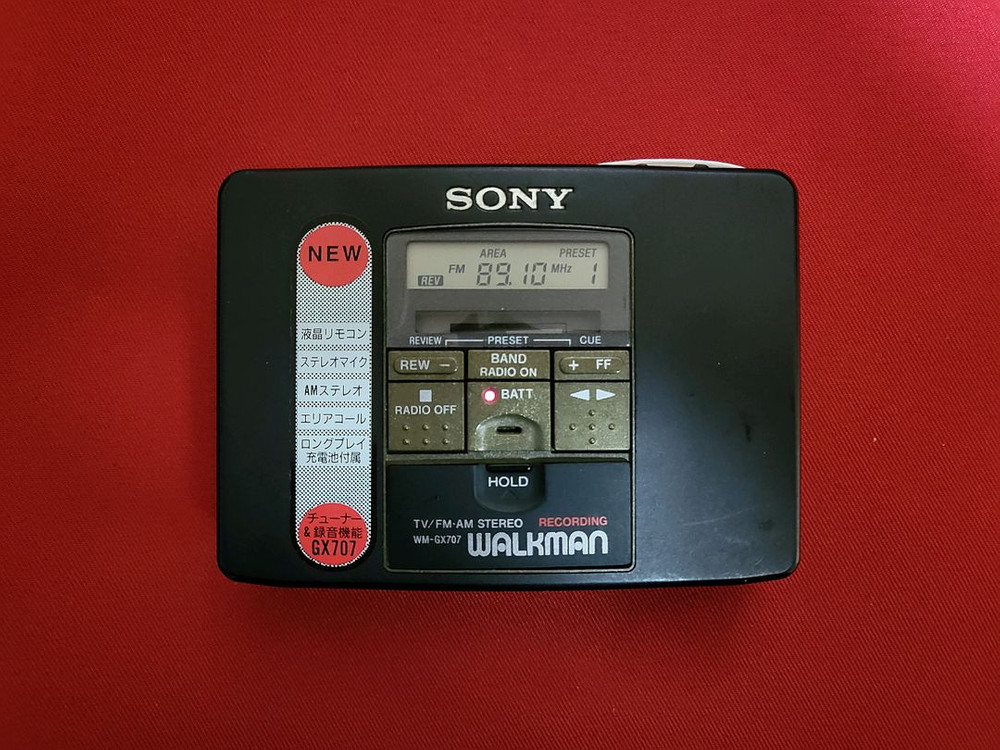 SONY
NEW
液晶リモコン
ステレオマイク
AMステレオ
エリアコール
ロングプレイ
充電池付属
チューナー
& 録音機能
GX707
AREA PRESET
REV FM 89.10 MHz 1
REVIEW PRESET CUE
REW − BAND + FF
RADIO ON
BATT
RADIO OFF
HOLD
TV/FM-AM STEREO RECORDING
WM-GX707 WALKMAN